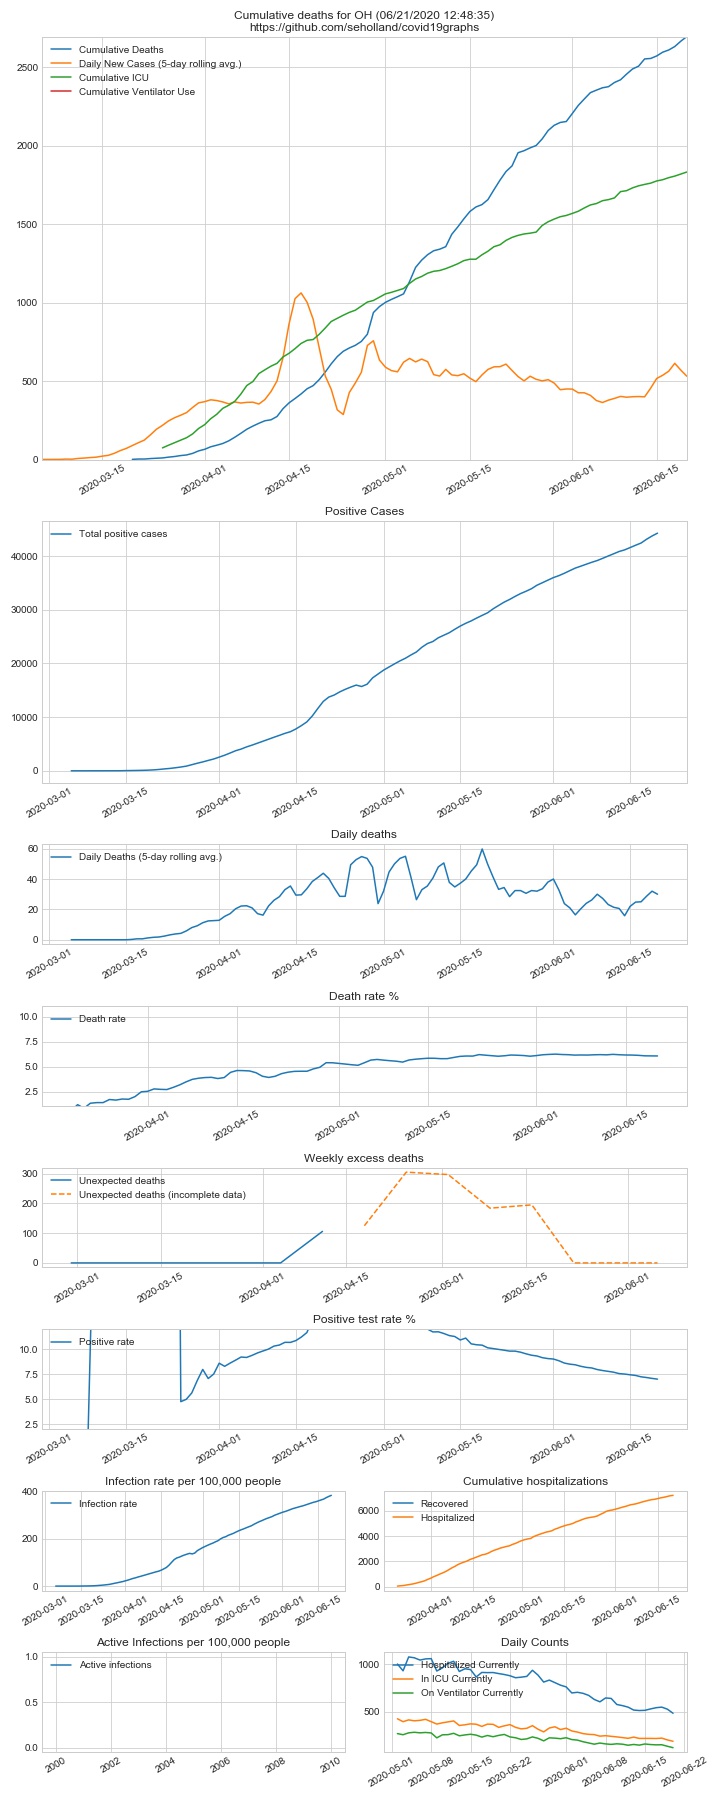 Cumulative deaths for OH (06/21/2020 12:48:35)
https://github.com/seholland/covid19graphs
Cumulative Deaths
Daily New Cases (5-day rolling avg.)
Cumulative ICU
Cumulative Ventilator Use
2500
2000
1500
1000
500
0
2020-03-15 2020-04-01 2020-04-15 2020-05-01 2020-05-15 2020-06-01 2020-06-15
Positive Cases
Total positive cases
40000
30000
20000
10000
0
2020-03-01 2020-03-15 2020-04-01 2020-04-15 2020-05-01 2020-05-15 2020-06-01 2020-06-15
Daily deaths
Daily Deaths (5-day rolling avg.)
60
40
20
0
2020-03-01 2020-03-15 2020-04-01 2020-04-15 2020-05-01 2020-05-15 2020-06-01 2020-06-15
Death rate %
Death rate
10.0
7.5
5.0
2.5
2020-04-01 2020-04-15 2020-05-01 2020-05-15 2020-06-01 2020-06-15
Weekly excess deaths
Unexpected deaths
Unexpected deaths (incomplete data)
300
200
100
0
2020-03-01 2020-03-15 2020-04-01 2020-04-15 2020-05-01 2020-05-15 2020-06-01
Positive test rate %
Positive rate
10.0
7.5
5.0
2.5
2020-03-01 2020-03-15 2020-04-01 2020-04-15 2020-05-01 2020-05-15 2020-06-01 2020-06-15
Infection rate per 100,000 people
Infection rate
400
200
0
2020-03-01 2020-03-15 2020-04-01 2020-04-15 2020-05-01 2020-05-15 2020-06-01 2020-06-15
Cumulative hospitalizations
Recovered
Hospitalized
6000
4000
2000
0
2020-04-01 2020-04-15 2020-05-01 2020-05-15 2020-06-01 2020-06-15
Active Infections per 100,000 people
Active infections
1.0
0.5
0.0
2000 2002 2004 2006 2008 2010
Daily Counts
Hospitalized Currently
In ICU Currently
On Ventilator Currently
1000
500
2020-05-01 2020-05-08 2020-05-15 2020-05-22 2020-06-01 2020-06-08 2020-06-15 2020-06-22